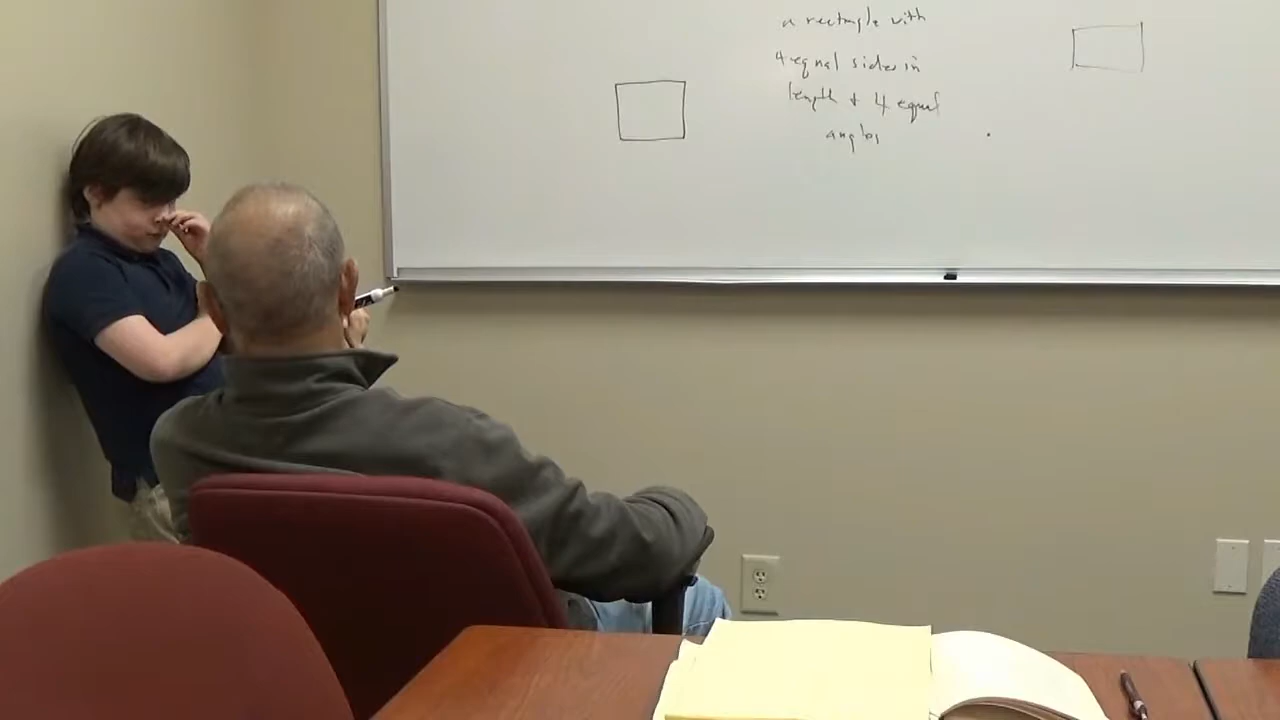 a rectangle with
4 equal sides in
length + 4 equal
angles